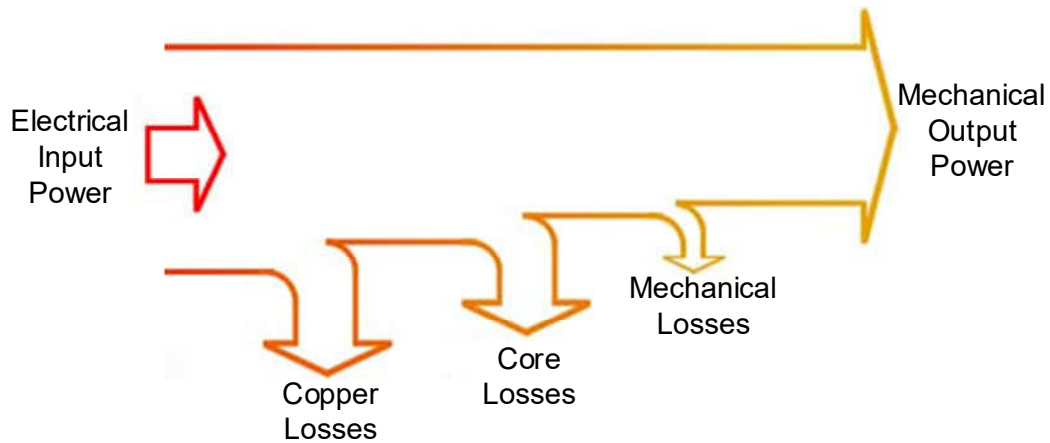 Electrical
Input
Power
Mechanical
Output
Power
Mechanical
Losses
Core
Losses
Copper
Losses